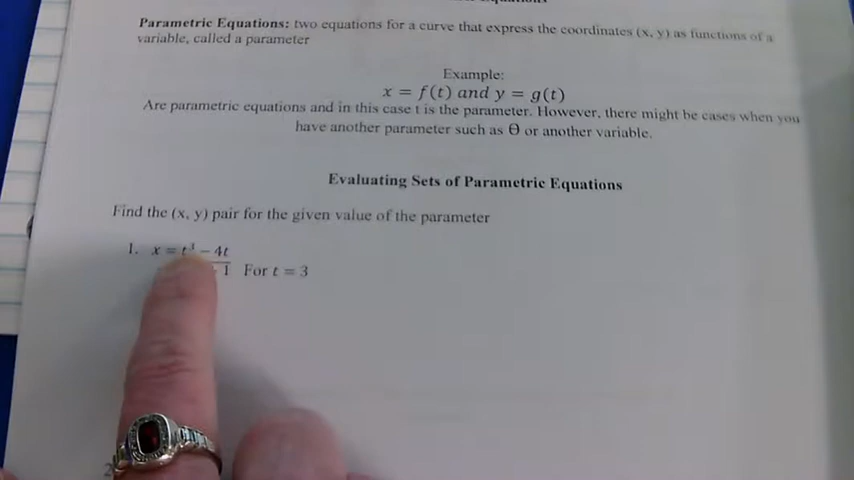 Parametric Equations: two equations for a curve that express the coordinates (x, y) as functions of a
variable, called a parameter
Example:
x = f(t) and y = g(t)
Are parametric equations and in this case t is the parameter. However, there might be cases when you
have another parameter such as Θ or another variable.
Evaluating Sets of Parametric Equations
Find the (x, y) pair for the given value of the parameter
1. x = t³ − 4t
1 For t = 3
2